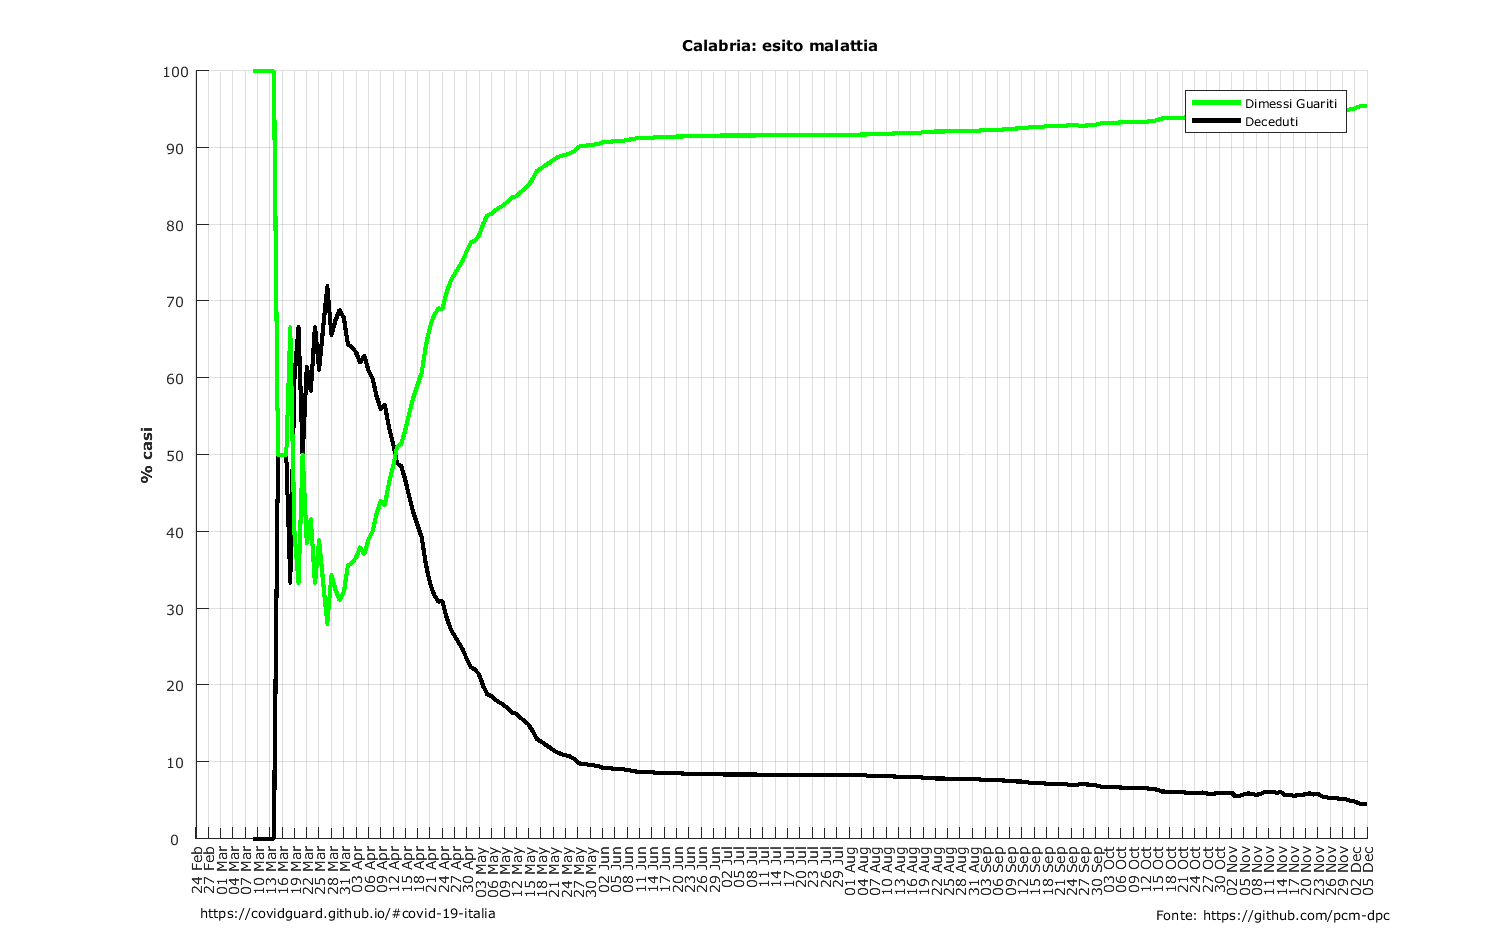 Calabria: esito malattia
100
90
80
70
60
50
40
30
20
10
0
% casi
Dimessi Guariti
Deceduti
24 Feb
27 Feb
01 Mar
04 Mar
07 Mar
10 Mar
13 Mar
16 Mar
19 Mar
22 Mar
25 Mar
28 Mar
31 Mar
03 Apr
06 Apr
09 Apr
12 Apr
15 Apr
18 Apr
21 Apr
24 Apr
27 Apr
30 Apr
03 May
06 May
09 May
12 May
15 May
18 May
21 May
24 May
27 May
30 May
02 Jun
05 Jun
08 Jun
11 Jun
14 Jun
17 Jun
20 Jun
23 Jun
26 Jun
29 Jun
02 Jul
05 Jul
08 Jul
11 Jul
14 Jul
17 Jul
20 Jul
23 Jul
26 Jul
29 Jul
01 Aug
04 Aug
07 Aug
10 Aug
13 Aug
16 Aug
19 Aug
22 Aug
25 Aug
28 Aug
31 Aug
03 Sep
06 Sep
09 Sep
12 Sep
15 Sep
18 Sep
21 Sep
24 Sep
27 Sep
30 Sep
03 Oct
06 Oct
09 Oct
12 Oct
15 Oct
18 Oct
21 Oct
24 Oct
27 Oct
30 Oct
02 Nov
05 Nov
08 Nov
11 Nov
14 Nov
17 Nov
20 Nov
23 Nov
26 Nov
29 Nov
02 Dec
05 Dec
https://covidguard.github.io/#covid-19-italia
Fonte: https://github.com/pcm-dpc